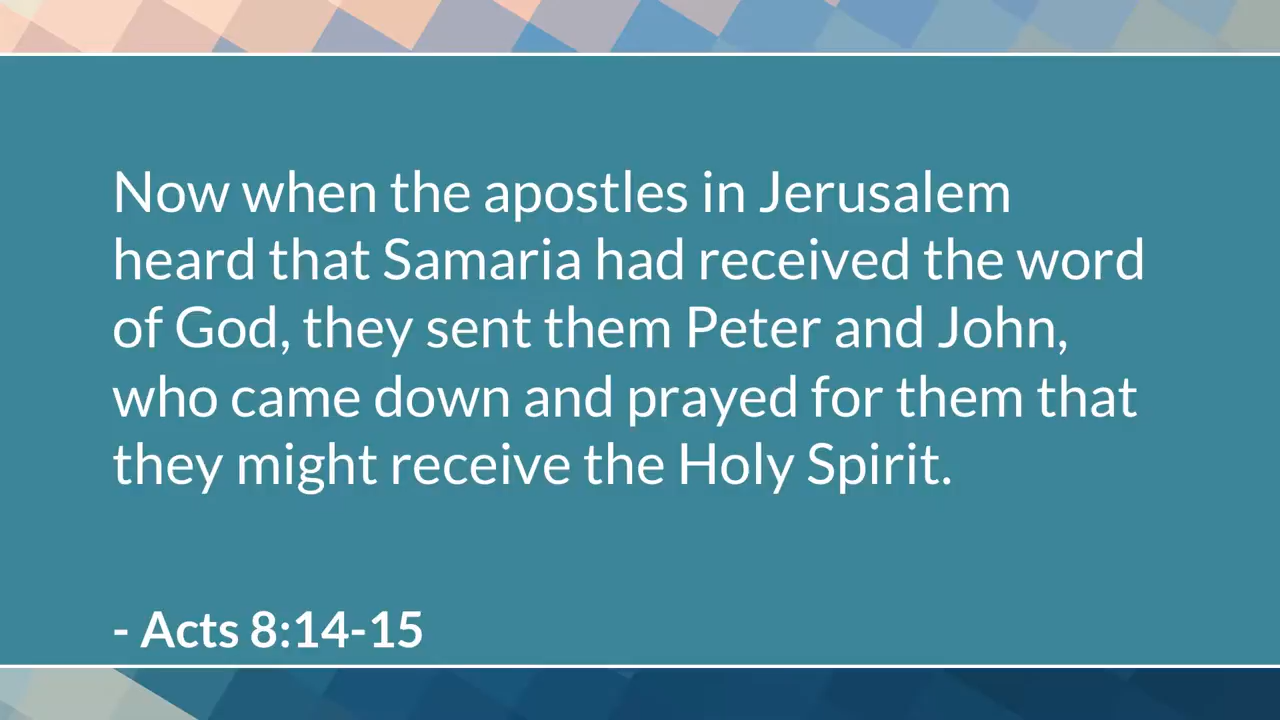 Now when the apostles in Jerusalem
heard that Samaria had received the word
of God, they sent them Peter and John,
who came down and prayed for them that
they might receive the Holy Spirit.
- Acts 8:14-15